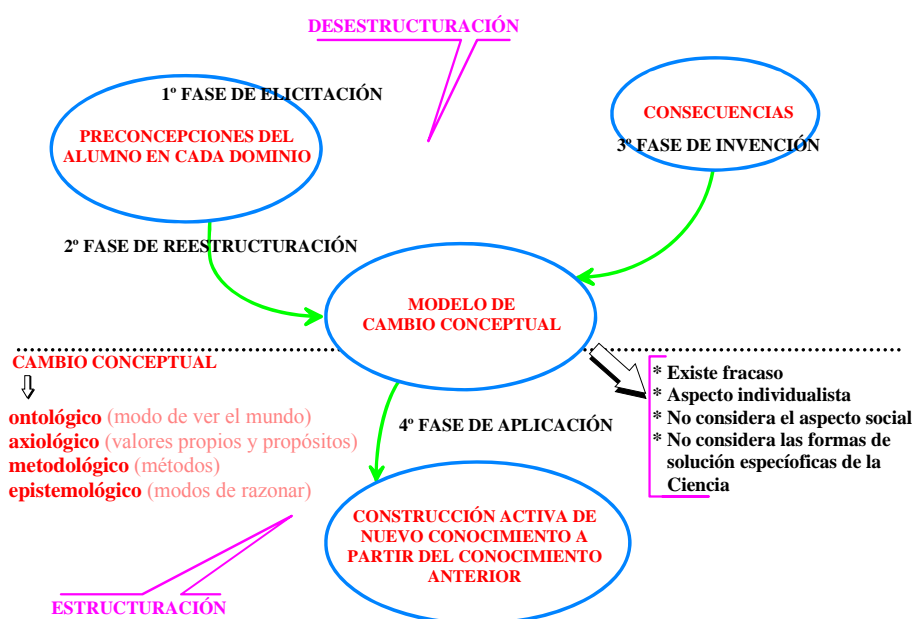 DESESTRUCTURACIÓN
1º FASE DE ELICITACIÓN
PRECONCEPCIONES DEL
ALUMNO EN CADA DOMINIO
CONSECUENCIAS
3º FASE DE INVENCIÓN
2º FASE DE REESTRUCTURACIÓN
MODELO DE
CAMBIO CONCEPTUAL
CAMBIO CONCEPTUAL
ontológico (modo de ver el mundo)
axiológico (valores propios y propósitos)
metodológico (métodos)
epistemológico (modos de razonar)
* Existe fracaso
* Aspecto individualista
* No considera el aspecto social
* No considera las formas de
solución especíoficas de la
Ciencia
4º FASE DE APLICACIÓN
CONSTRUCCIÓN ACTIVA DE
NUEVO CONOCIMIENTO A
PARTIR DEL CONOCIMIENTO
ANTERIOR
ESTRUCTURACIÓN